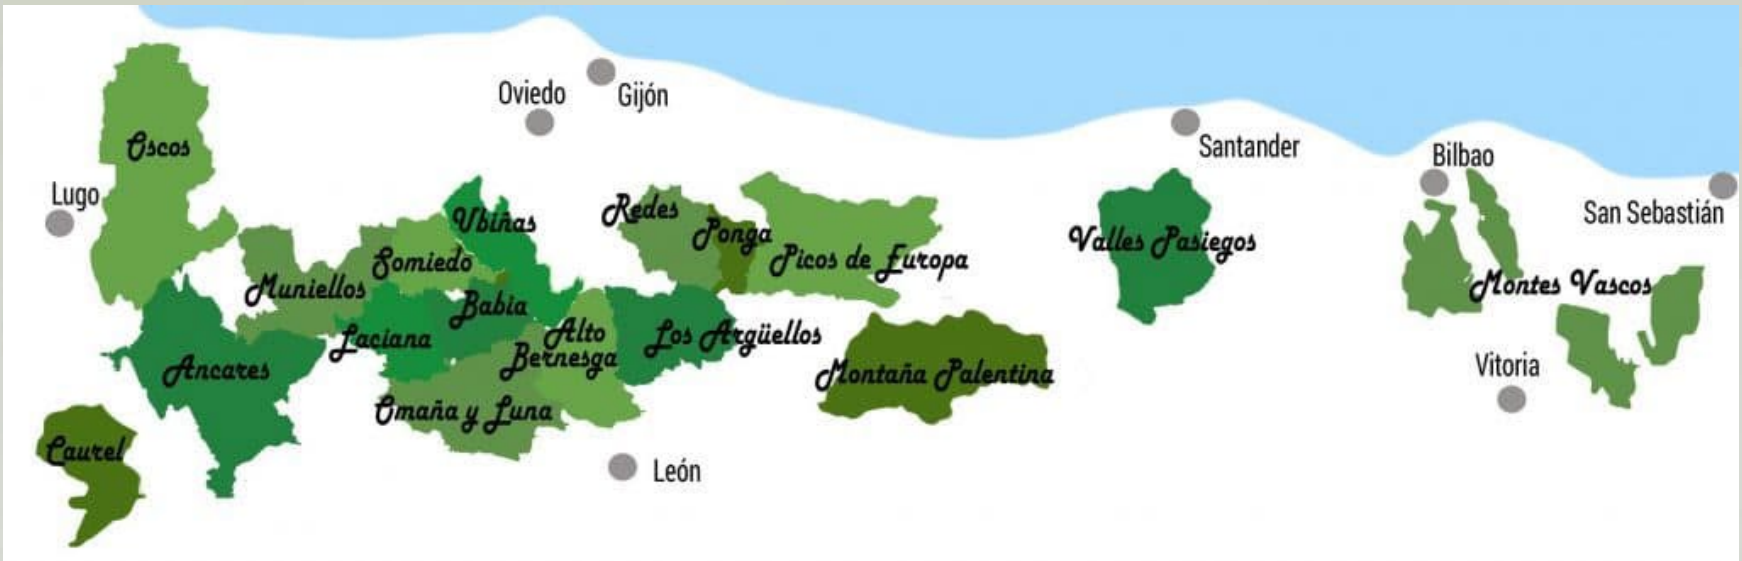 Oviedo
Gijón
Oscos
Santander
Bilbao
Lugo
Redes
San Sebastián
Ubiñas
Ponga
Valles Pasiegos
Somiedo
Picos de Europa
Muniellos
Montes Vascos
Babia
Laciana
Alto
Bernesga
Los Argüellos
Ancares
Montaña Palentina
Vitoria
Omaña y Luna
Caurel
León